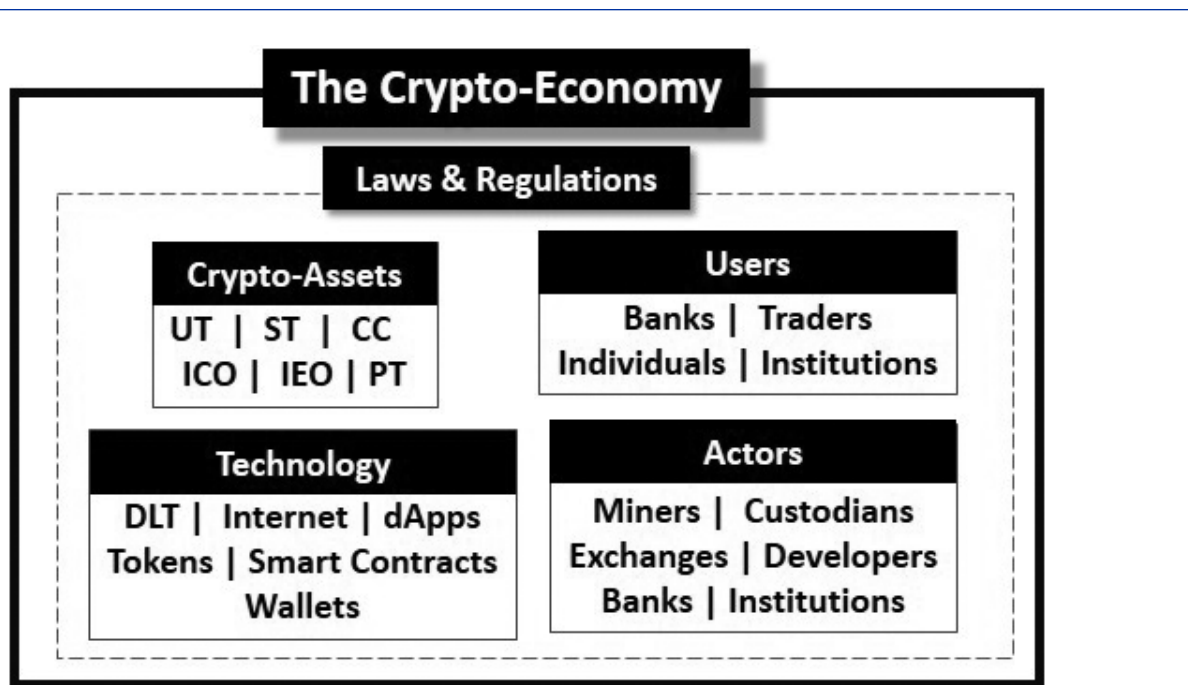 The Crypto-Economy
Laws & Regulations
Crypto-Assets
UT | ST | CC
ICO | IEO | PT
Users
Banks | Traders
Individuals | Institutions
Technology
DLT | Internet | dApps
Tokens | Smart Contracts
Wallets
Actors
Miners | Custodians
Exchanges | Developers
Banks | Institutions